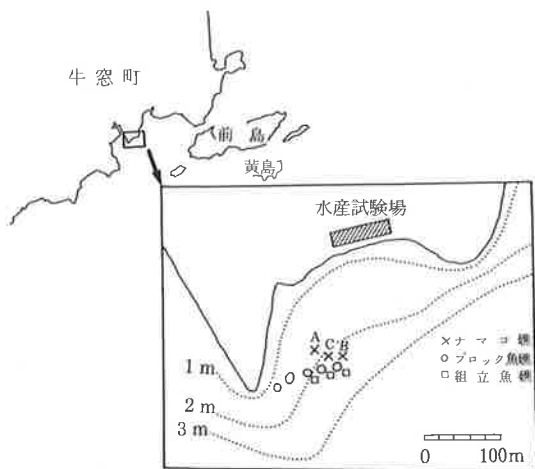 牛窓町
前島
黄島
水産試験場
A
C
B
× ナマコ礁
○ ブロック魚礁
□ 組立魚礁
1 m
2 m
3 m
0 100m